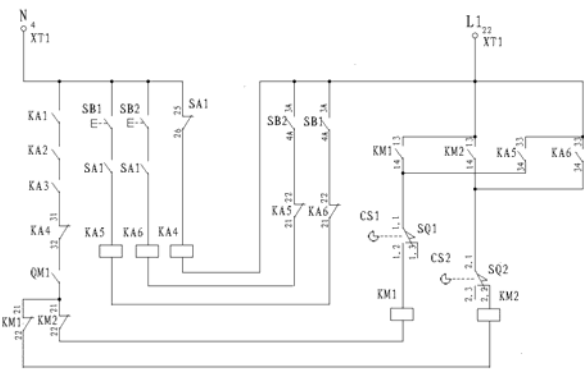 N
4
XT1
L1
22
XT1
KA1
KA2
KA3
31
KA4
32
QM1
21
KM1
22
21
KM2
22
SB1
SA1
KA5
SB2
SA1
KA6
25
SA1
26
KA4
3A
SB2
4A
3A
SB1
4A
22
KA5
21
22
KA6
21
13
KM1
14
13
KM2
14
33
KA5
34
33
KA6
34
CS1
1.1
SQ1
1.2
1.3
KM1
CS2
2.1
SQ2
2.3
2.2
KM2